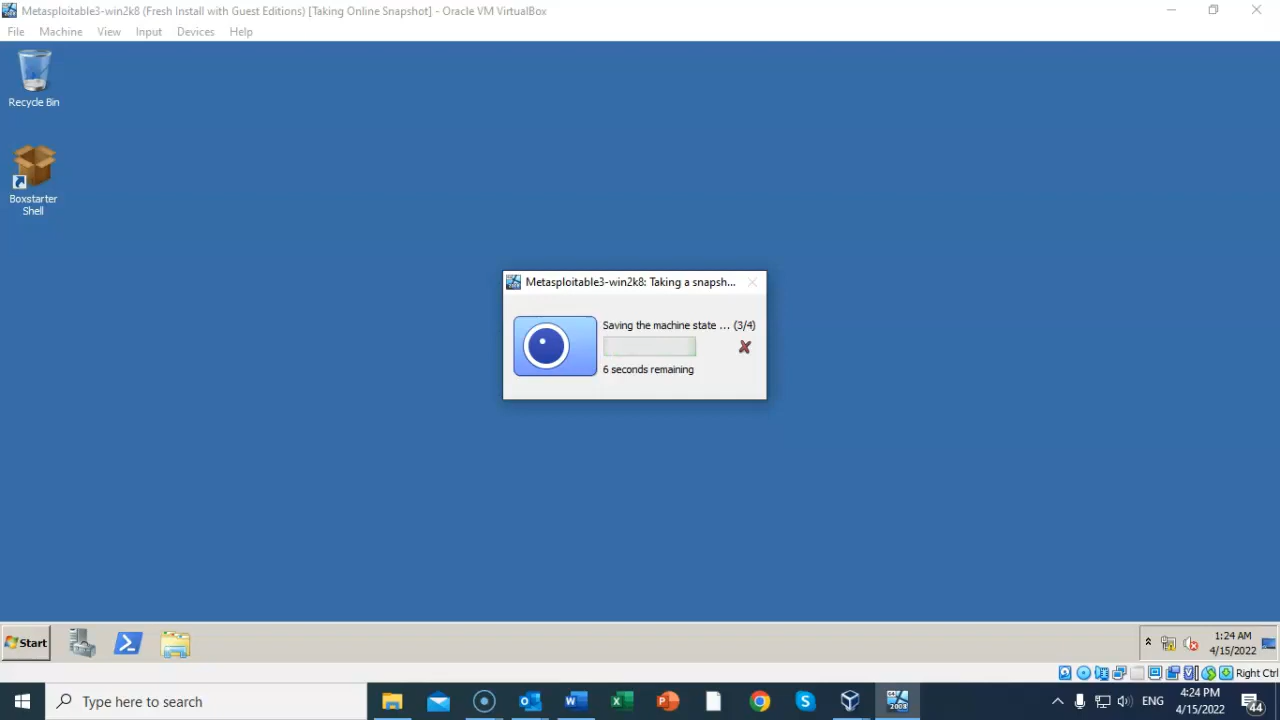 Metasploitable3-win2k8 (Fresh Install with Guest Editions) [Taking Online Snapshot] - Oracle VM VirtualBox
File Machine View Input Devices Help
Recycle Bin
Boxstarter
Shell
Metasploitable3-win2k8: Taking a snapsh...
Saving the machine state ... (3/4)
6 seconds remaining
Start
1:24 AM
4/15/2022
Right Ctrl
Type here to search
ENG
4:24 PM
4/15/2022
44